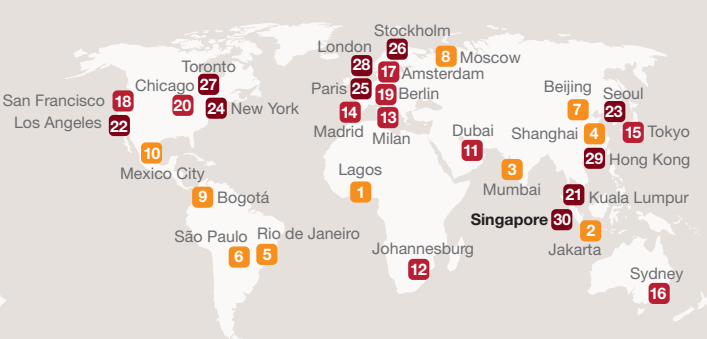 Stockholm
26
London
28
8 Moscow
Toronto
27
17 Amsterdam
Chicago
20
Paris 25
19 Berlin
Beijing
7
Seoul
23
San Francisco 18
24 New York
14
Madrid
13
Milan
Los Angeles 22
Dubai
11
Shanghai 4
15 Tokyo
10
Mexico City
29 Hong Kong
Lagos
1
3
Mumbai
9 Bogotá
21 Kuala Lumpur
Singapore 30
São Paulo
6
Rio de Janeiro
5
2
Jakarta
Johannesburg
12
Sydney
16